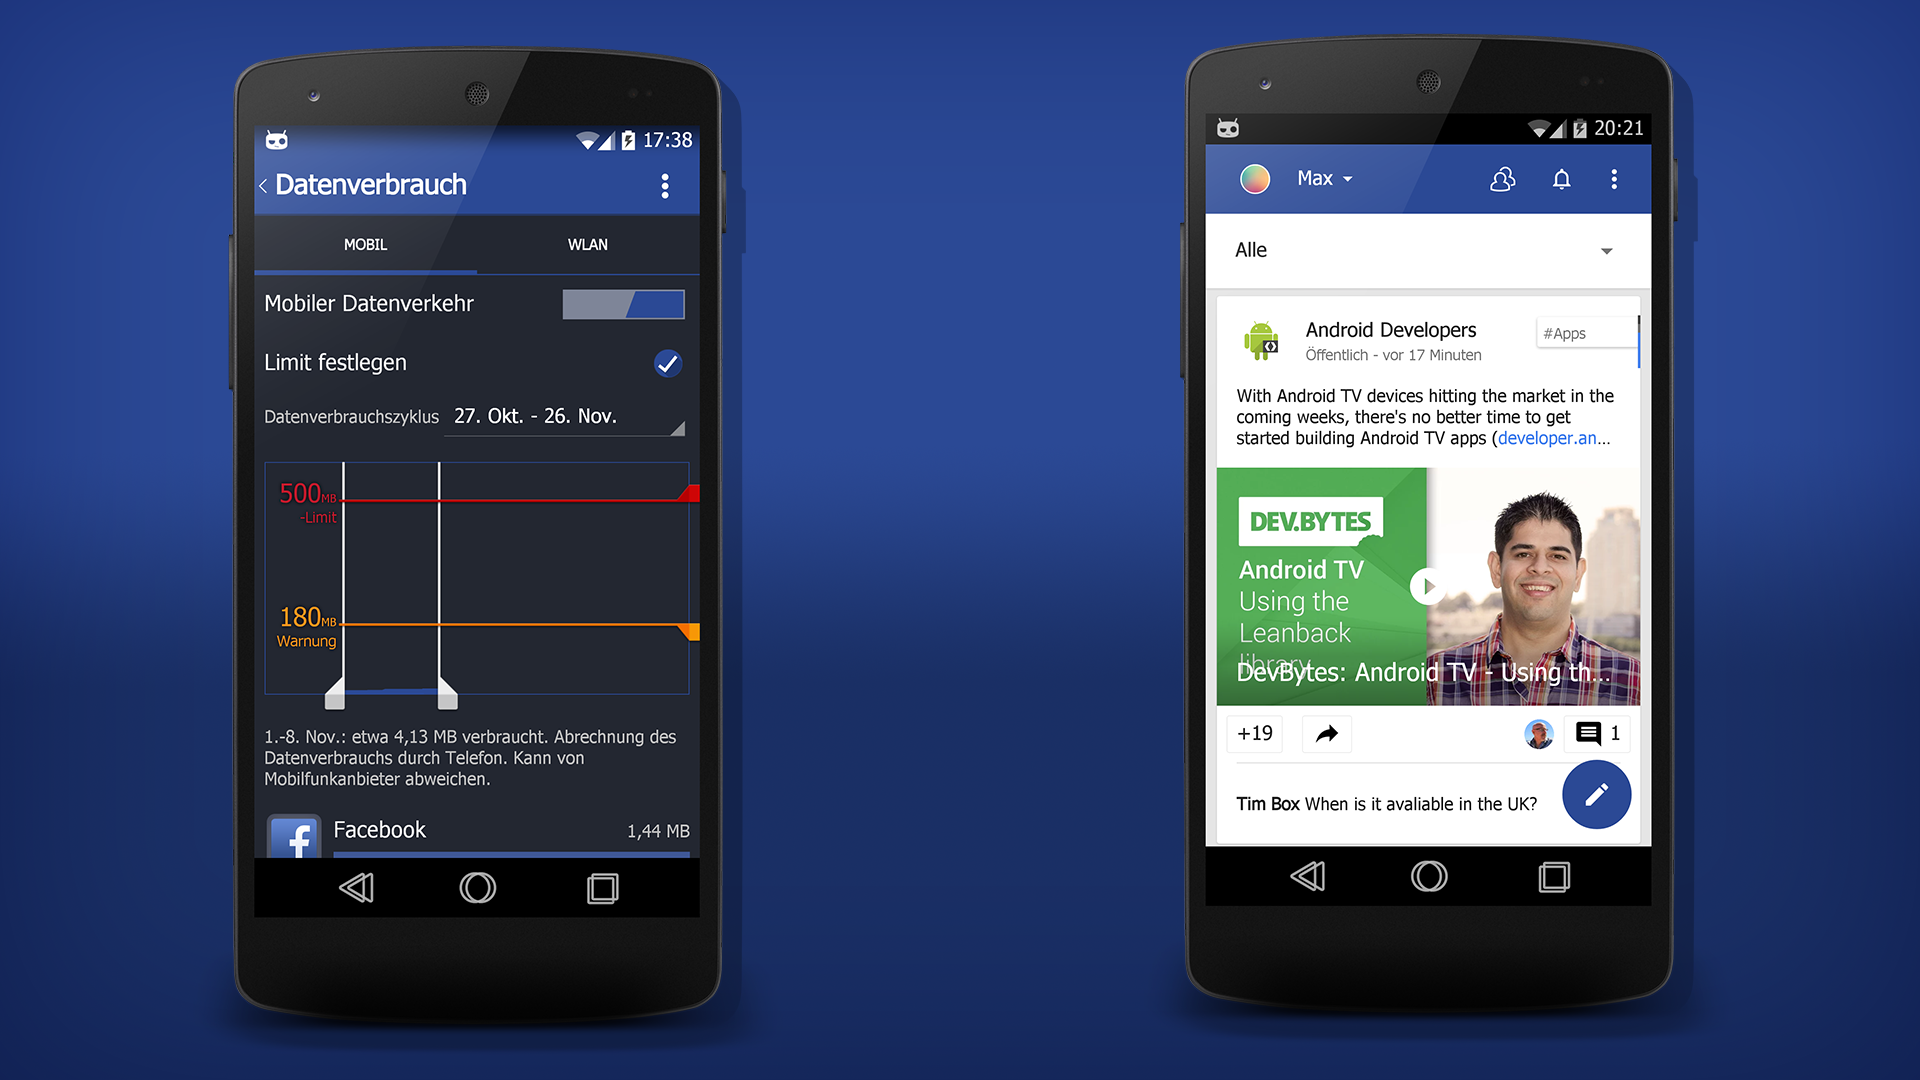 17:38
Datenverbrauch
MOBIL
WLAN
Mobiler Datenverkehr
Limit festlegen
Datenverbrauchszyklus 27. Okt. - 26. Nov.
500MB
-Limit
180MB
Warnung
1.-8. Nov.: etwa 4,13 MB verbraucht. Abrechnung des
Datenverbrauchs durch Telefon. Kann von
Mobilfunkanbieter abweichen.
Facebook
1,44 MB
20:21
Max
Alle
Android Developers
Öffentlich - vor 17 Minuten
#Apps
With Android TV devices hitting the market in the
coming weeks, there's no better time to get
started building Android TV apps (developer.an...
DEV.BYTES
Android TV
Using the
Leanback
library
DevBytes: Android TV - Using th...
+19
1
Tim Box When is it avaliable in the UK?